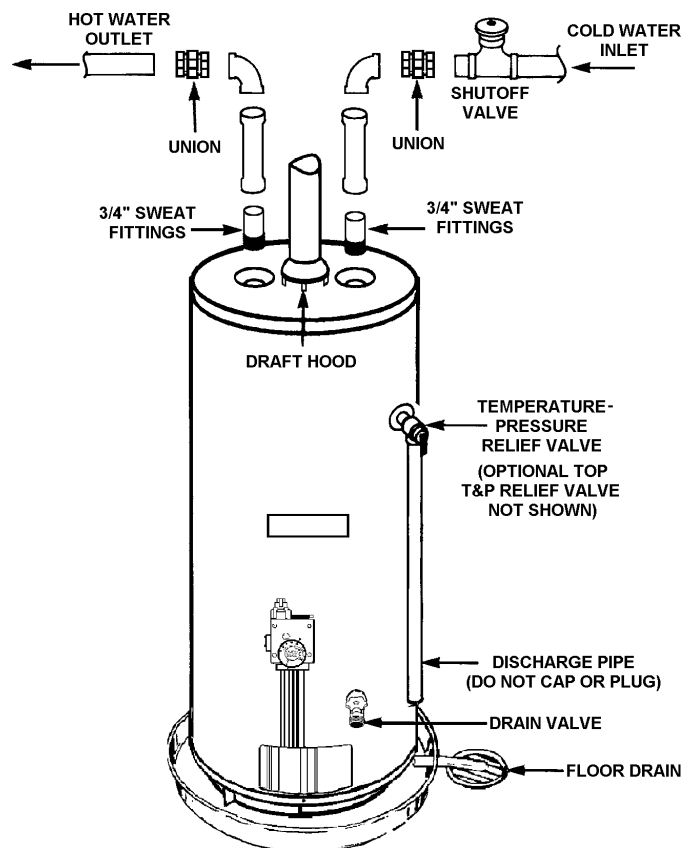 HOT WATER
OUTLET
COLD WATER
INLET
SHUTOFF
VALVE
UNION
UNION
3/4" SWEAT
FITTINGS
3/4" SWEAT
FITTINGS
DRAFT HOOD
TEMPERATURE-
PRESSURE
RELIEF VALVE
(OPTIONAL TOP
T&P RELIEF VALVE
NOT SHOWN)
DISCHARGE PIPE
(DO NOT CAP OR PLUG)
DRAIN VALVE
FLOOR DRAIN